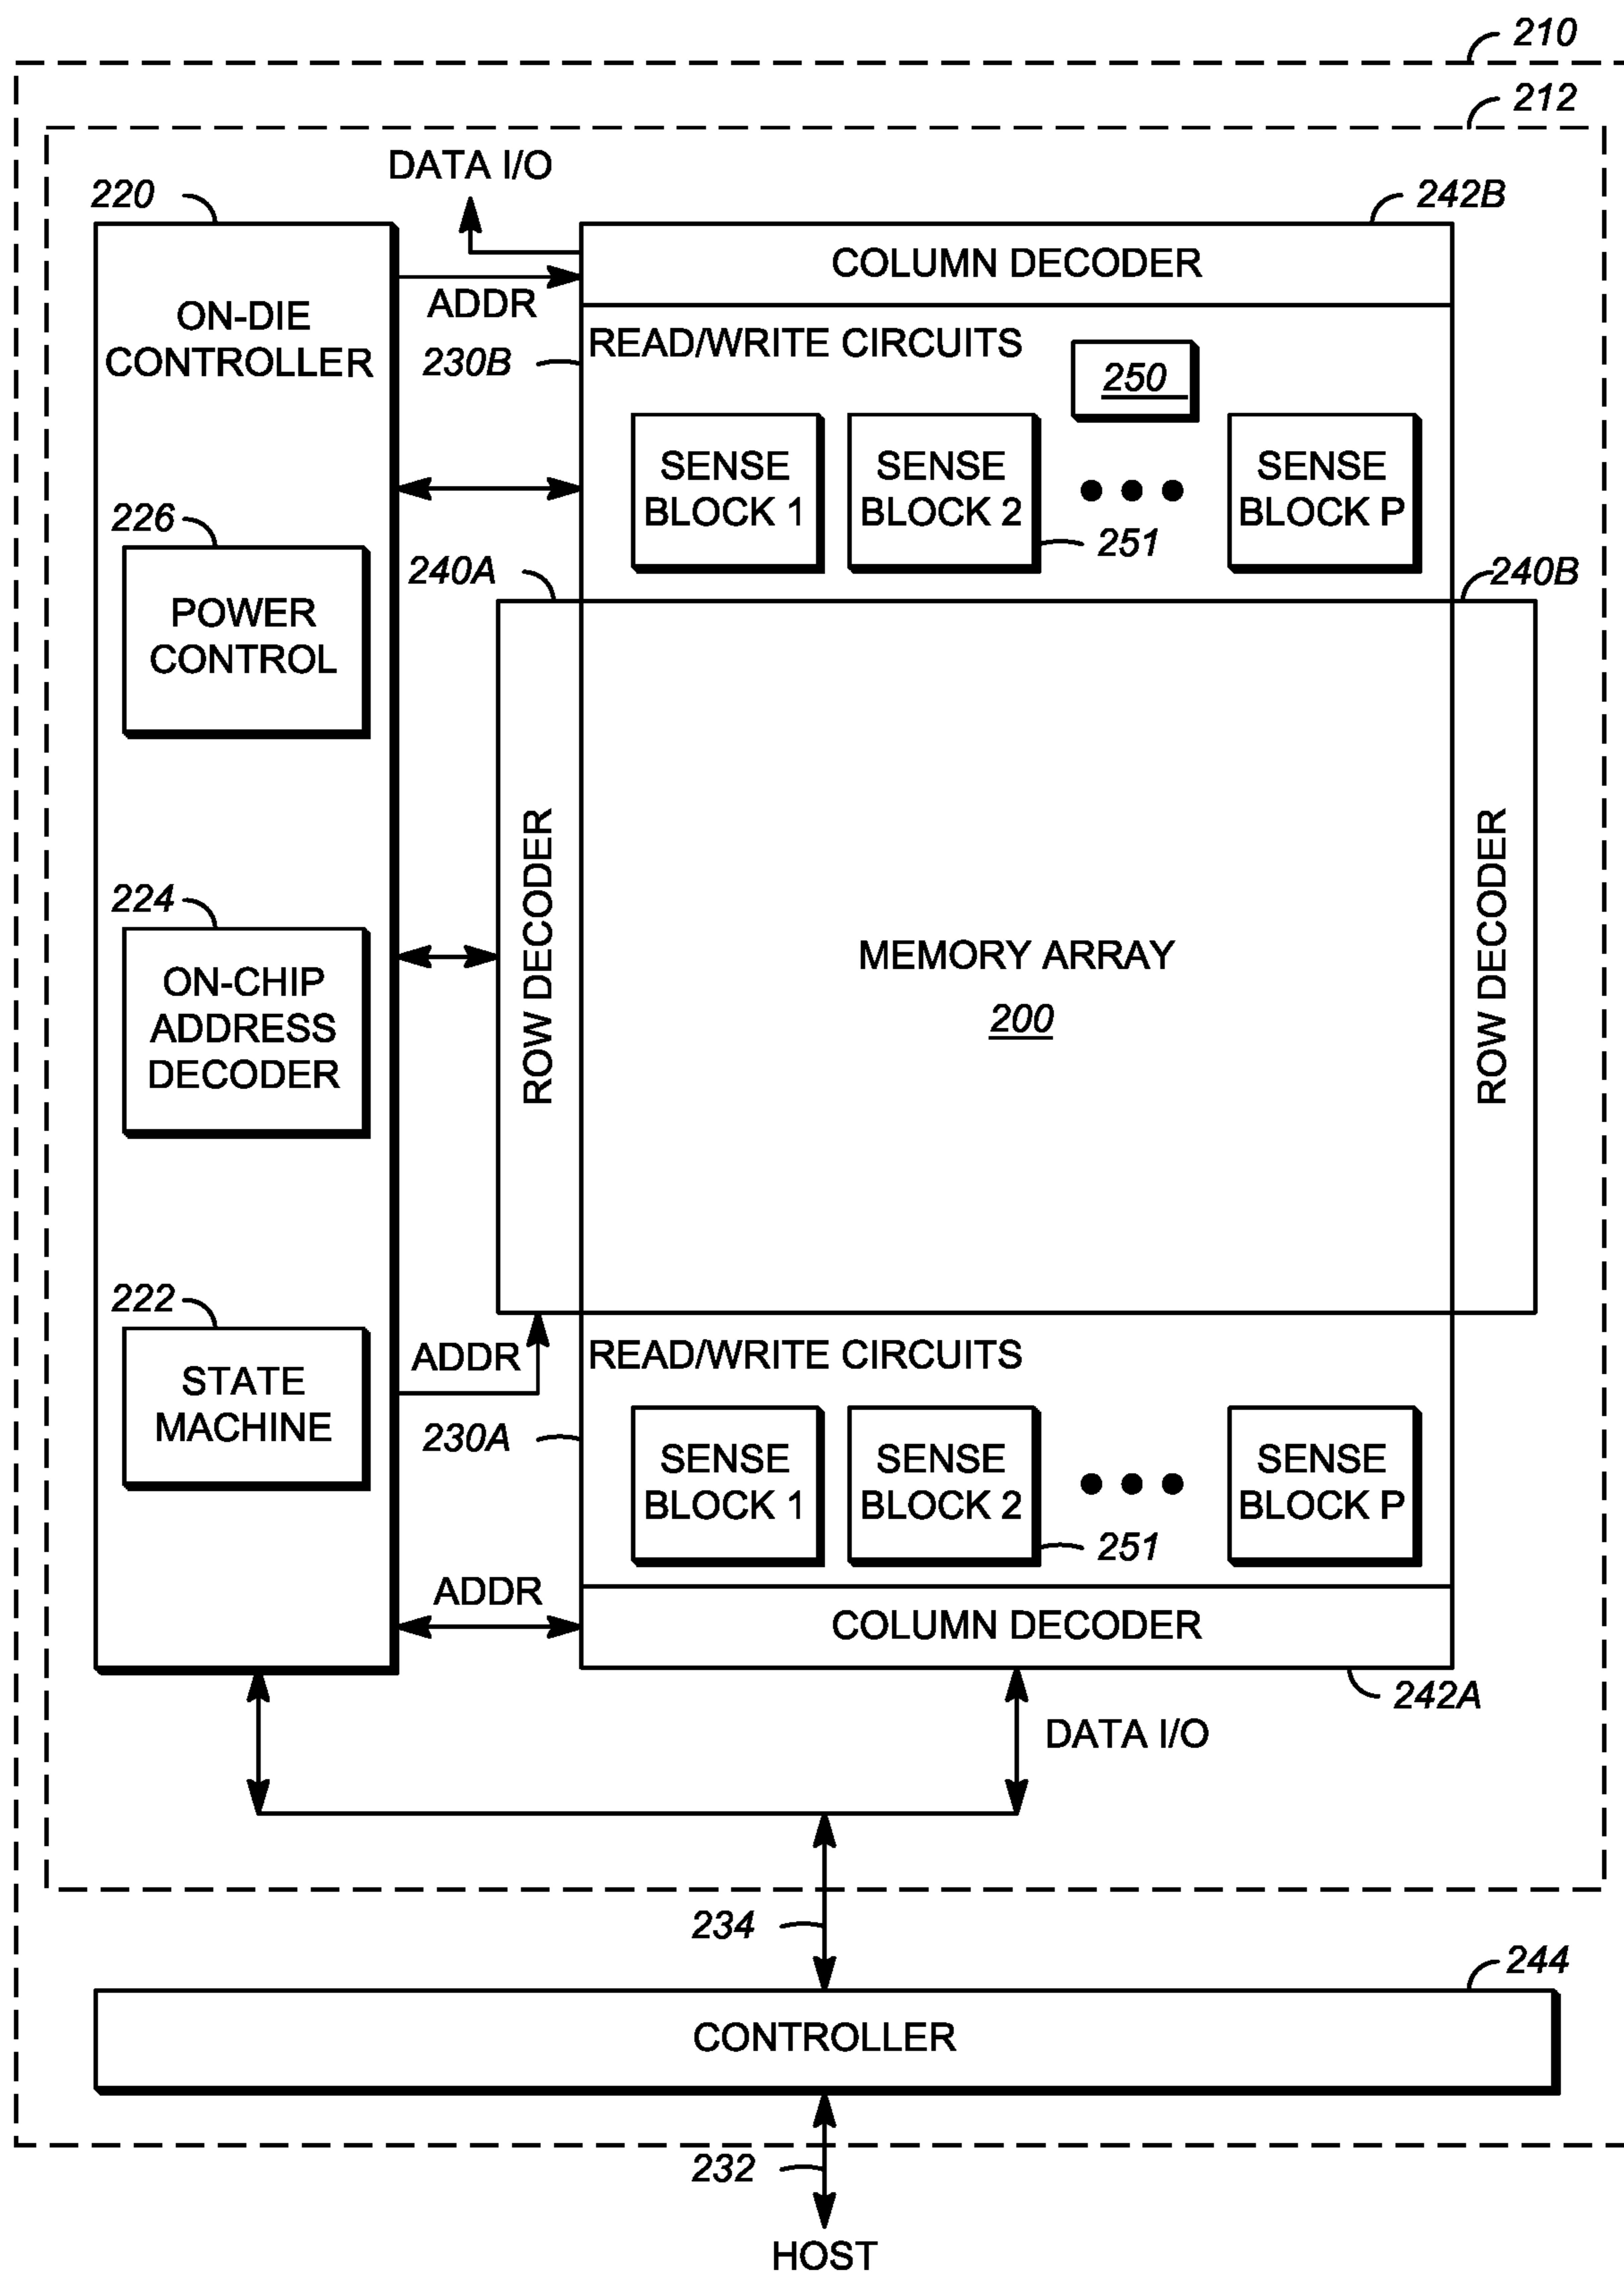 210
212
DATA I/O
220
242B
COLUMN DECODER
ADDR
ON-DIE
CONTROLLER
230B
READ/WRITE CIRCUITS
250
SENSE
BLOCK 1
SENSE
BLOCK 2
SENSE
BLOCK P
251
226
POWER
CONTROL
240A
240B
ROW DECODER
MEMORY ARRAY
200
ROW DECODER
224
ON-CHIP
ADDRESS
DECODER
222
STATE
MACHINE
ADDR
READ/WRITE CIRCUITS
230A
SENSE
BLOCK 1
SENSE
BLOCK 2
SENSE
BLOCK P
251
ADDR
COLUMN DECODER
242A
DATA I/O
234
244
CONTROLLER
232
HOST